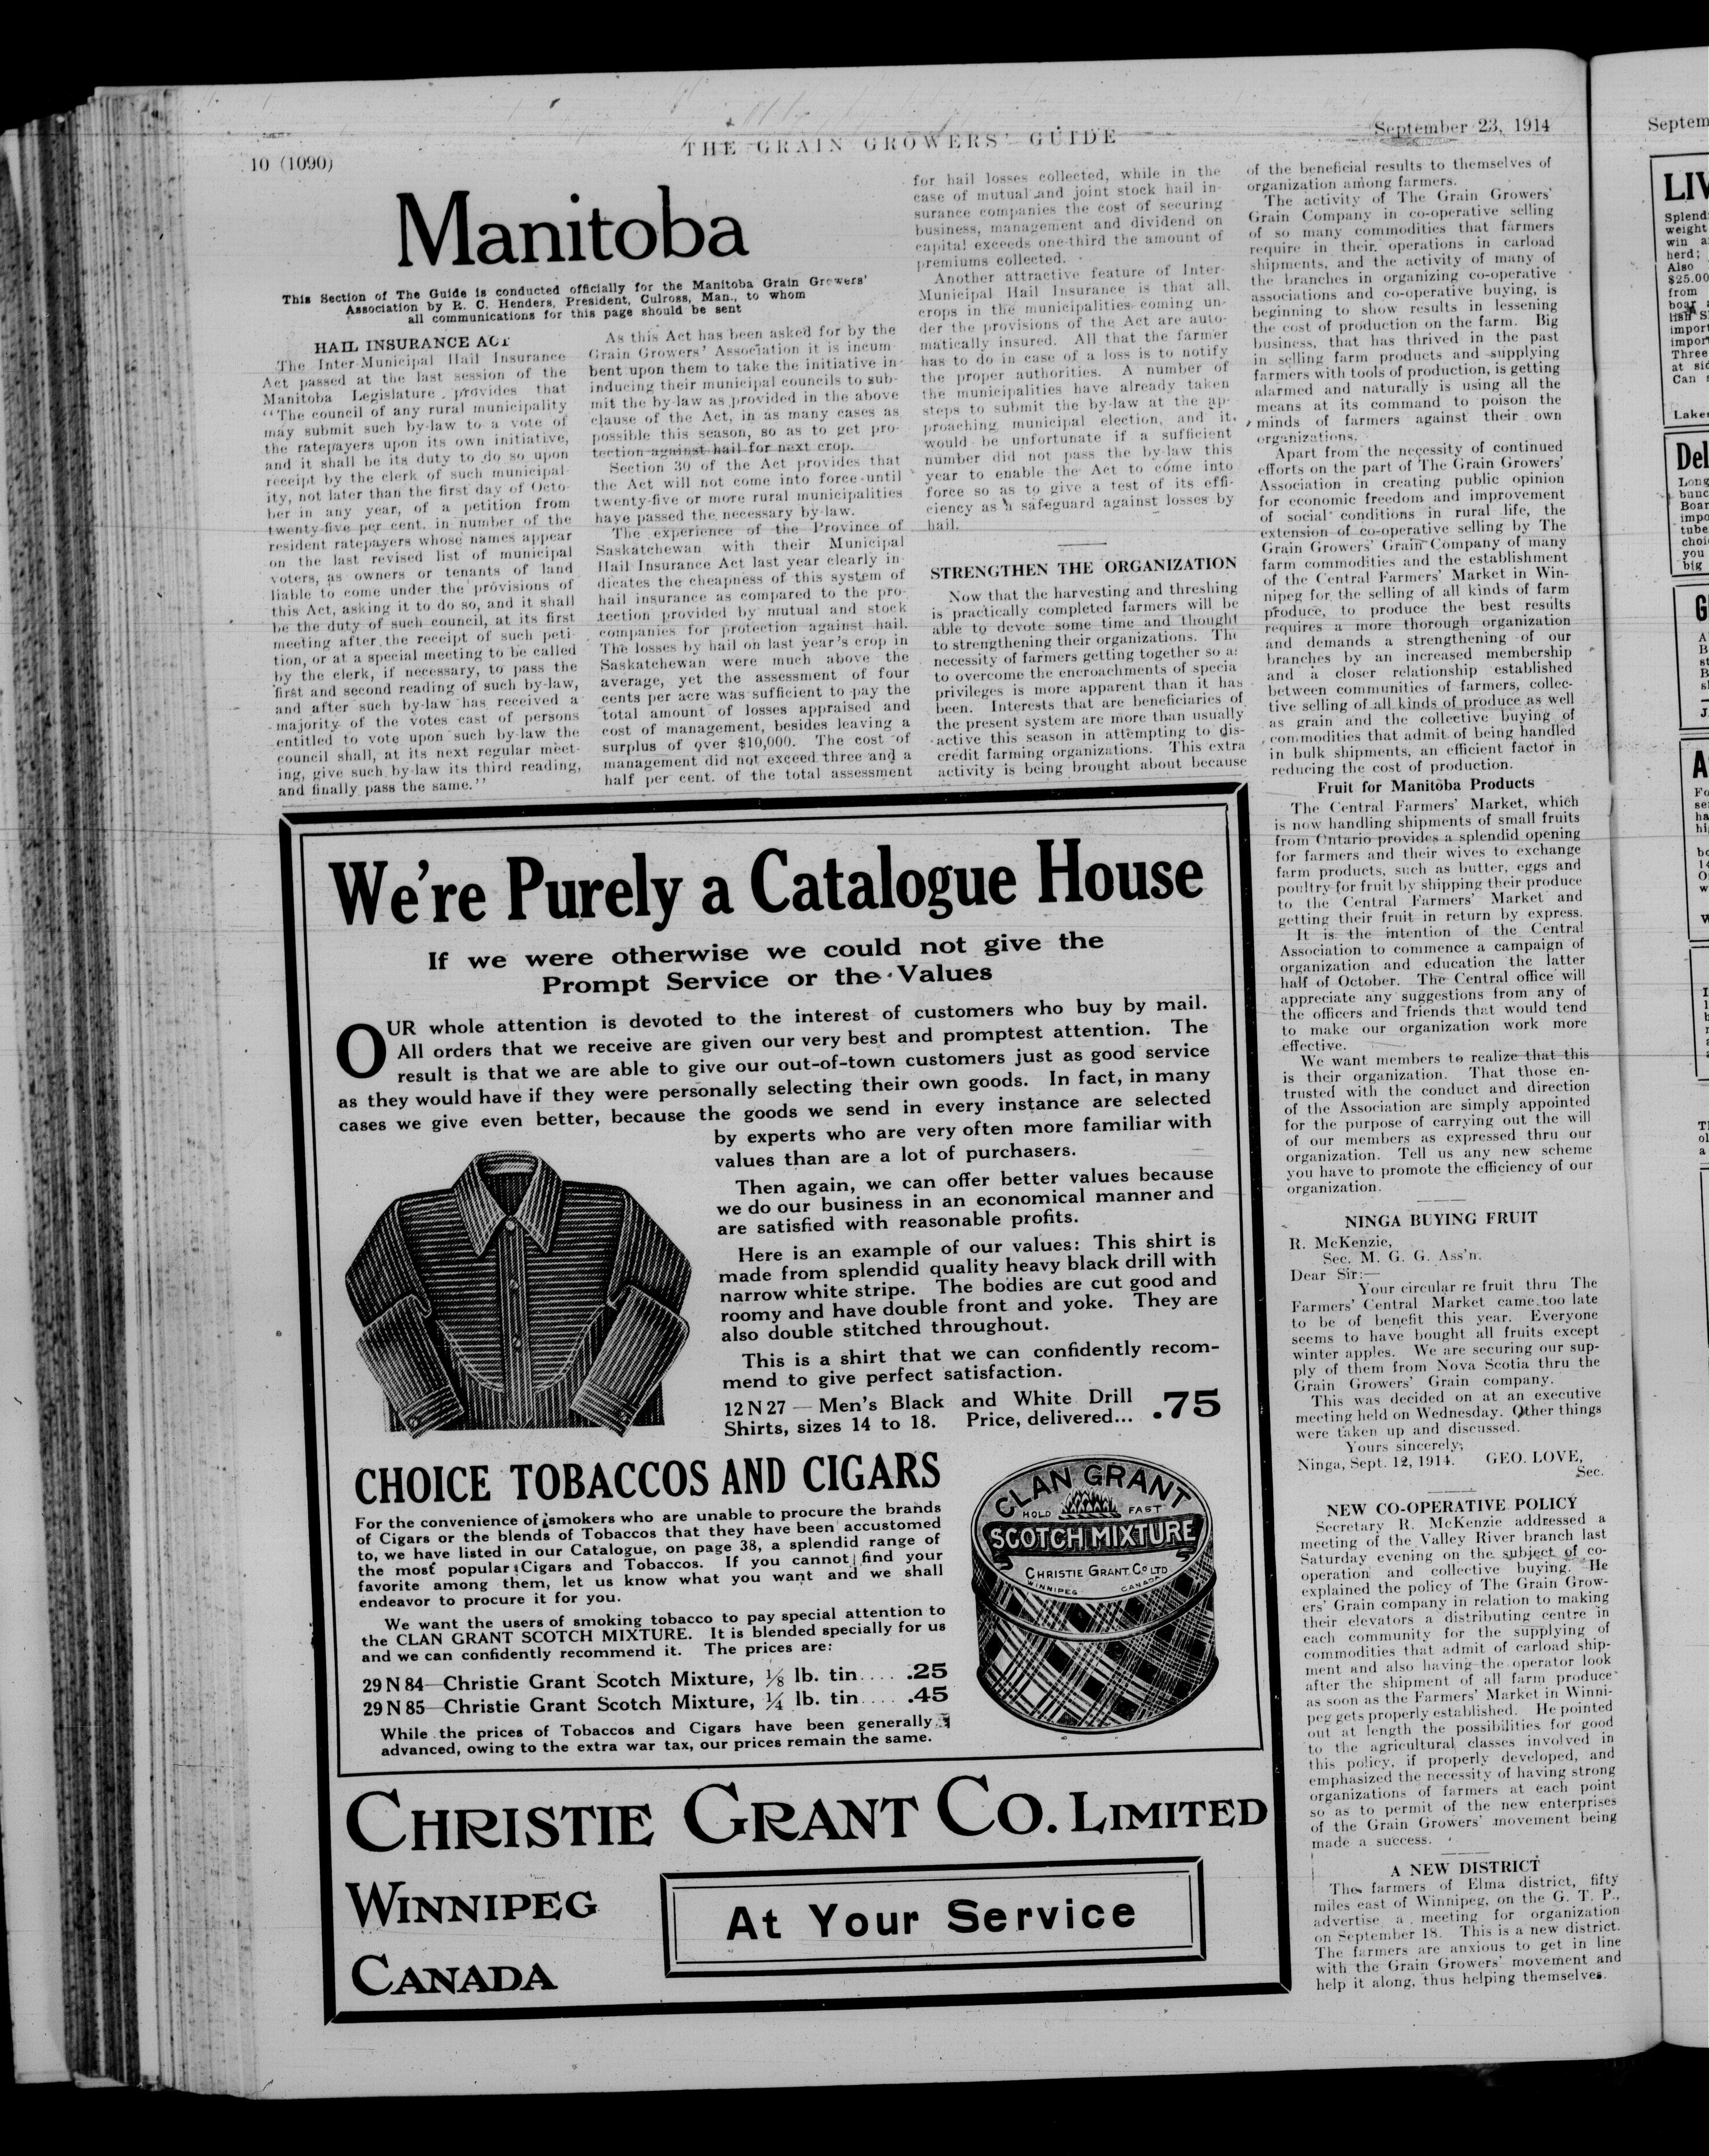 10 (1090)
THE GRAIN GROWERS' GUIDE
September 23, 1914
Manitoba
This Section of The Guide is conducted officially for the Manitoba Grain Growers'
Association by R. C. Henders, President, Culross, Man., to whom
all communications for this page should be sent
HAIL INSURANCE ACT
The Inter-Municipal Hail Insurance
Act passed at the last session of the
Manitoba Legislature provides that
"The council of any rural municipality
may submit such by-law to a vote of
the ratepayers upon its own initiative,
and it shall be its duty to do so upon
receipt by the clerk of such municipal-
ity, not later than the first day of Octo-
ber in any year, of a petition from
twenty-five per cent. in number of the
resident ratepayers whose names appear
on the last revised list of municipal
voters, as owners or tenants of land
liable to come under the provisions of
this Act, asking it to do so, and it shall
be the duty of such council, at its first
meeting after the receipt of such peti-
tion, or at a special meeting to be called
by the clerk, if necessary, to pass the
first and second reading of such by-law,
and after such by-law has received a
majority of the votes cast of persons
entitled to vote upon such by-law the
council shall, at its next regular meet-
ing, give such by-law its third reading,
and finally pass the same."
As this Act has been asked for by the
Grain Growers' Association it is incum-
bent upon them to take the initiative in
inducing their municipal councils to sub-
mit the by-law as provided in the above
clause of the Act, in as many cases as
possible this season, so as to get pro-
tection against hail for next crop.
Section 30 of the Act provides that
the Act will not come into force until
twenty-five or more rural municipalities
have passed the necessary by-law.
The experience of the Province of
Saskatchewan with their Municipal
Hail Insurance Act last year clearly in-
dicates the cheapness of this system of
hail insurance as compared to the pro-
tection provided by mutual and stock
companies for protection against hail.
The losses by hail on last year's crop in
Saskatchewan were much above the
average, yet the assessment of four
cents per acre was sufficient to pay the
total amount of losses appraised and
cost of management, besides leaving a
surplus of over $10,000. The cost of
management did not exceed three and a
half per cent. of the total assessment
for hail losses collected, while in the
case of mutual and joint stock hail in-
surance companies the cost of securing
business, management and dividend on
capital exceeds one-third the amount of
premiums collected.
Another attractive feature of Inter-
Municipal Hail Insurance is that all
crops in the municipalities coming un-
der the provisions of the Act are auto-
matically insured. All that the farmer
has to do in case of a loss is to notify
the proper authorities. A number of
the municipalities have already taken
steps to submit the by-law at the ap-
proaching municipal election, and it
would be unfortunate if a sufficient
number did not pass the by-law this
year to enable the Act to come into
force so as to give a test of its effi-
ciency as a safeguard against losses by
hail.
STRENGTHEN THE ORGANIZATION
Now that the harvesting and threshing
is practically completed farmers will be
able to devote some time and thought
to strengthening their organizations. The
necessity of farmers getting together so as
to overcome the encroachments of specia
privileges is more apparent than it has
been. Interests that are beneficiaries of
the present system are more than usually
active this season in attempting to dis-
credit farming organizations. This extra
activity is being brought about because
of the beneficial results to themselves of
organization among farmers.
The activity of The Grain Growers'
Grain Company in co-operative selling
of so many commodities that farmers
require in their operations in carload
shipments, and the activity of many of
the branches in organizing co-operative
associations and co-operative buying, is
beginning to show results in lessening
the cost of production on the farm. Big
business, that has thrived in the past
in selling farm products and supplying
farmers with tools of production, is getting
alarmed and naturally is using all the
means at its command to poison the
minds of farmers against their own
organizations.
Apart from the necessity of continued
efforts on the part of The Grain Growers'
Association in creating public opinion
for economic freedom and improvement
of social conditions in rural life, the
extension of co-operative selling by The
Grain Growers' Grain Company of many
farm commodities and the establishment
of the Central Farmers' Market in Win-
nipeg for the selling of all kinds of farm
produce, to produce the best results
requires a more thorough organization
and demands a strengthening of our
branches by an increased membership
and a closer relationship established
between communities of farmers, collec-
tive selling of all kinds of produce as well
as grain and the collective buying of
commodities that admit of being handled
in bulk shipments, an efficient factor in
reducing the cost of production.
Fruit for Manitoba Products
The Central Farmers' Market, which
is now handling shipments of small fruits
from Ontario provides a splendid opening
for farmers and their wives to exchange
farm products, such as butter, eggs and
poultry for fruit by shipping their produce
to the Central Farmers' Market and
getting their fruit in return by express.
It is the intention of the Central
Association to commence a campaign of
organization and education the latter
half of October. The Central office will
appreciate any suggestions from any of
the officers and friends that would tend
to make our organization work more
effective.
We want members to realize that this
is their organization. That those en-
trusted with the conduct and direction
of the Association are simply appointed
for the purpose of carrying out the will
of our members as expressed thru our
organization. Tell us any new scheme
you have to promote the efficiency of our
organization.
NINGA BUYING FRUIT
R. McKenzie,
Sec. M. G. G. Ass'n.
Dear Sir:—
Your circular re fruit thru The
Farmers' Central Market came too late
to be of benefit this year. Everyone
seems to have bought all fruits except
winter apples. We are securing our sup-
ply of them from Nova Scotia thru the
Grain Growers' Grain company.
This was decided on at an executive
meeting held on Wednesday. Other things
were taken up and discussed.
Yours sincerely,
Ninga, Sept. 12, 1914. GEO. LOVE,
Sec.
NEW CO-OPERATIVE POLICY
Secretary R. McKenzie addressed a
meeting of the Valley River branch last
Saturday evening on the subject of co-
operation and collective buying. He
explained the policy of The Grain Grow-
ers' Grain company in relation to making
their elevators a distributing centre in
each community for the supplying of
commodities that admit of carload ship-
ment and also having the operator look
after the shipment of all farm produce
as soon as the Farmers' Market in Winni-
peg gets properly established. He pointed
out at length the possibilities for good
to the agricultural classes involved in
this policy, if properly developed, and
emphasized the necessity of having strong
organizations of farmers at each point
so as to permit of the new enterprises
of the Grain Growers' movement being
made a success.
A NEW DISTRICT
The farmers of Elma district, fifty
miles east of Winnipeg, on the G. T. P.,
advertise a meeting for organization
on September 18. This is a new district.
The farmers are anxious to get in line
with the Grain Growers' movement and
help it along, thus helping themselves.
We're Purely a Catalogue House
If we were otherwise we could not give the
Prompt Service or the Values
OUR whole attention is devoted to the interest of customers who buy by mail.
All orders that we receive are given our very best and promptest attention. The
result is that we are able to give our out-of-town customers just as good service
as they would have if they were personally selecting their own goods. In fact, in many
cases we give even better, because the goods we send in every instance are selected
by experts who are very often more familiar with
values than are a lot of purchasers.
Then again, we can offer better values because
we do our business in an economical manner and
are satisfied with reasonable profits.
Here is an example of our values: This shirt is
made from splendid quality heavy black drill with
narrow white stripe. The bodies are cut good and
roomy and have double front and yoke. They are
also double stitched throughout.
This is a shirt that we can confidently recom-
mend to give perfect satisfaction.
12 N 27 — Men's Black and White Drill
Shirts, sizes 14 to 18. Price, delivered... .75
CHOICE TOBACCOS AND CIGARS
For the convenience of smokers who are unable to procure the brands
of Cigars or the blends of Tobaccos that they have been accustomed
to, we have listed in our Catalogue, on page 38, a splendid range of
the most popular Cigars and Tobaccos. If you cannot find your
favorite among them, let us know what you want and we shall
endeavor to procure it for you.
We want the users of smoking tobacco to pay special attention to
the CLAN GRANT SCOTCH MIXTURE. It is blended specially for us
and we can confidently recommend it. The prices are:
29 N 84—Christie Grant Scotch Mixture, ⅛ lb. tin.... .25
29 N 85—Christie Grant Scotch Mixture, ¼ lb. tin.... .45
While the prices of Tobaccos and Cigars have been generally
advanced, owing to the extra war tax, our prices remain the same.
CLAN GRANT
HOLD FAST
SCOTCH MIXTURE
CHRISTIE GRANT CO LTD
WINNIPEG CANADA
CHRISTIE GRANT CO. LIMITED
WINNIPEG
CANADA
At Your Service
Septem
LIV
Splend
weight
win a
herd;
Also
$25.00
from
boar
import
import
Three
at sid
Can
Lake
Del
Long
bunc
Boar
impo
tube
choi
you
big